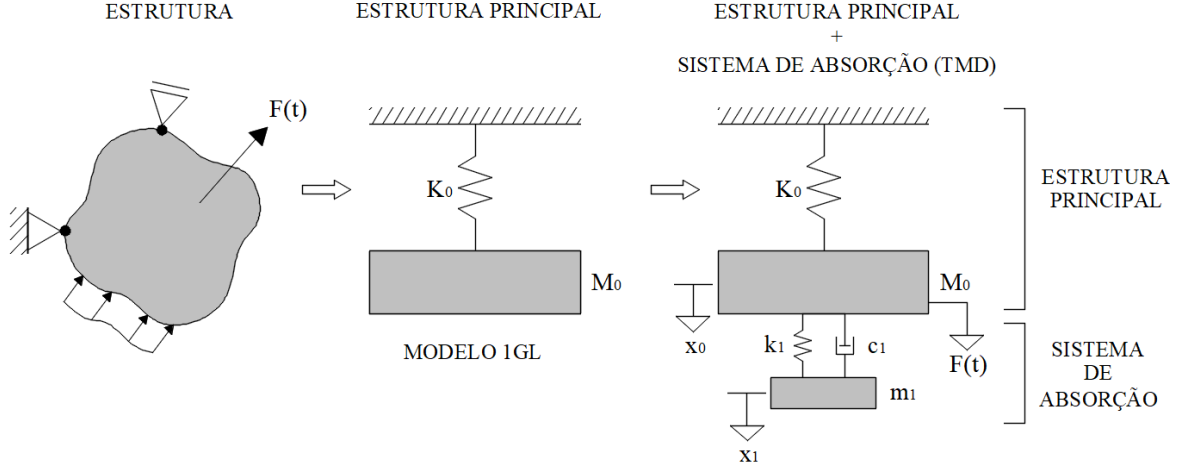 ESTRUTURA
F(t)
ESTRUTURA PRINCIPAL
K0
M0
MODELO 1GL
ESTRUTURA PRINCIPAL
+
SISTEMA DE ABSORÇÃO (TMD)
K0
M0
x0
k1
c1
F(t)
m1
x1
ESTRUTURA
PRINCIPAL
SISTEMA
DE
ABSORÇÃO